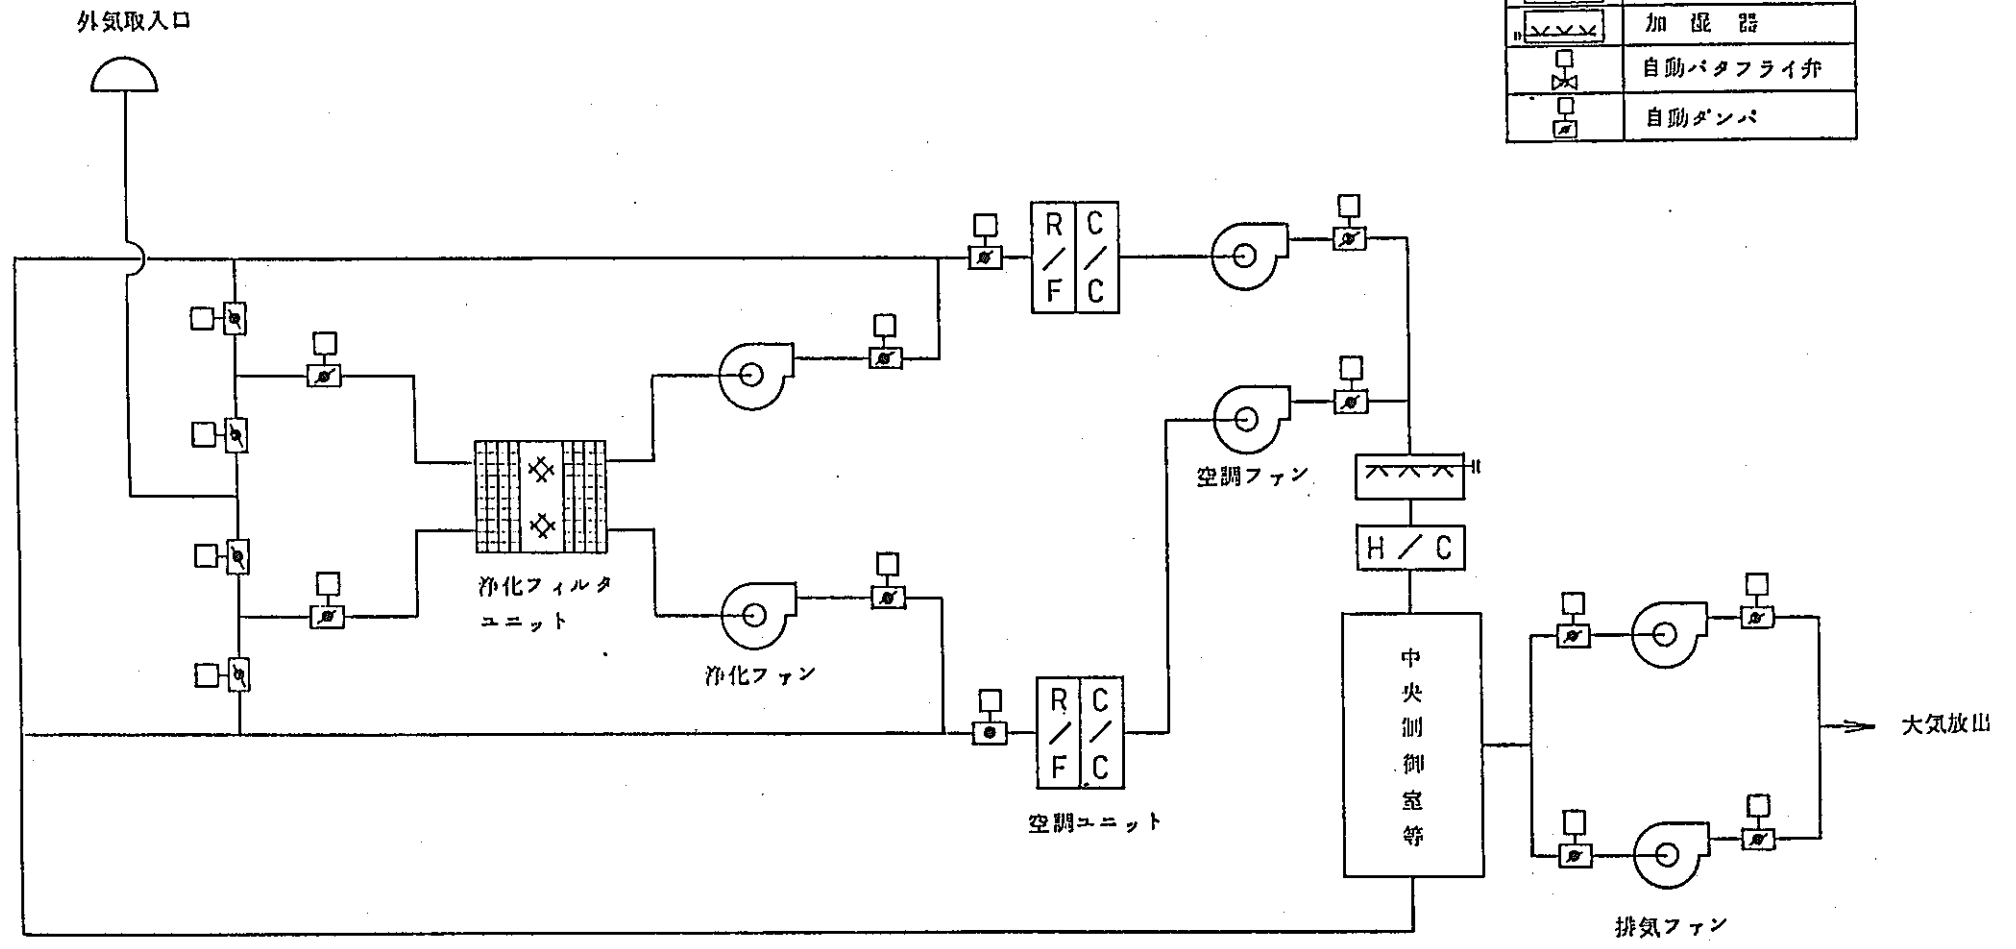 外気取入口
加湿器
自動バタフライ弁
自動ダンパ
R/F
C/C
空調ファン
H/C
浄化フィルタ
ユニット
浄化ファン
R/F
C/C
空調ユニット
中央制御室等
大気放出
排気ファン